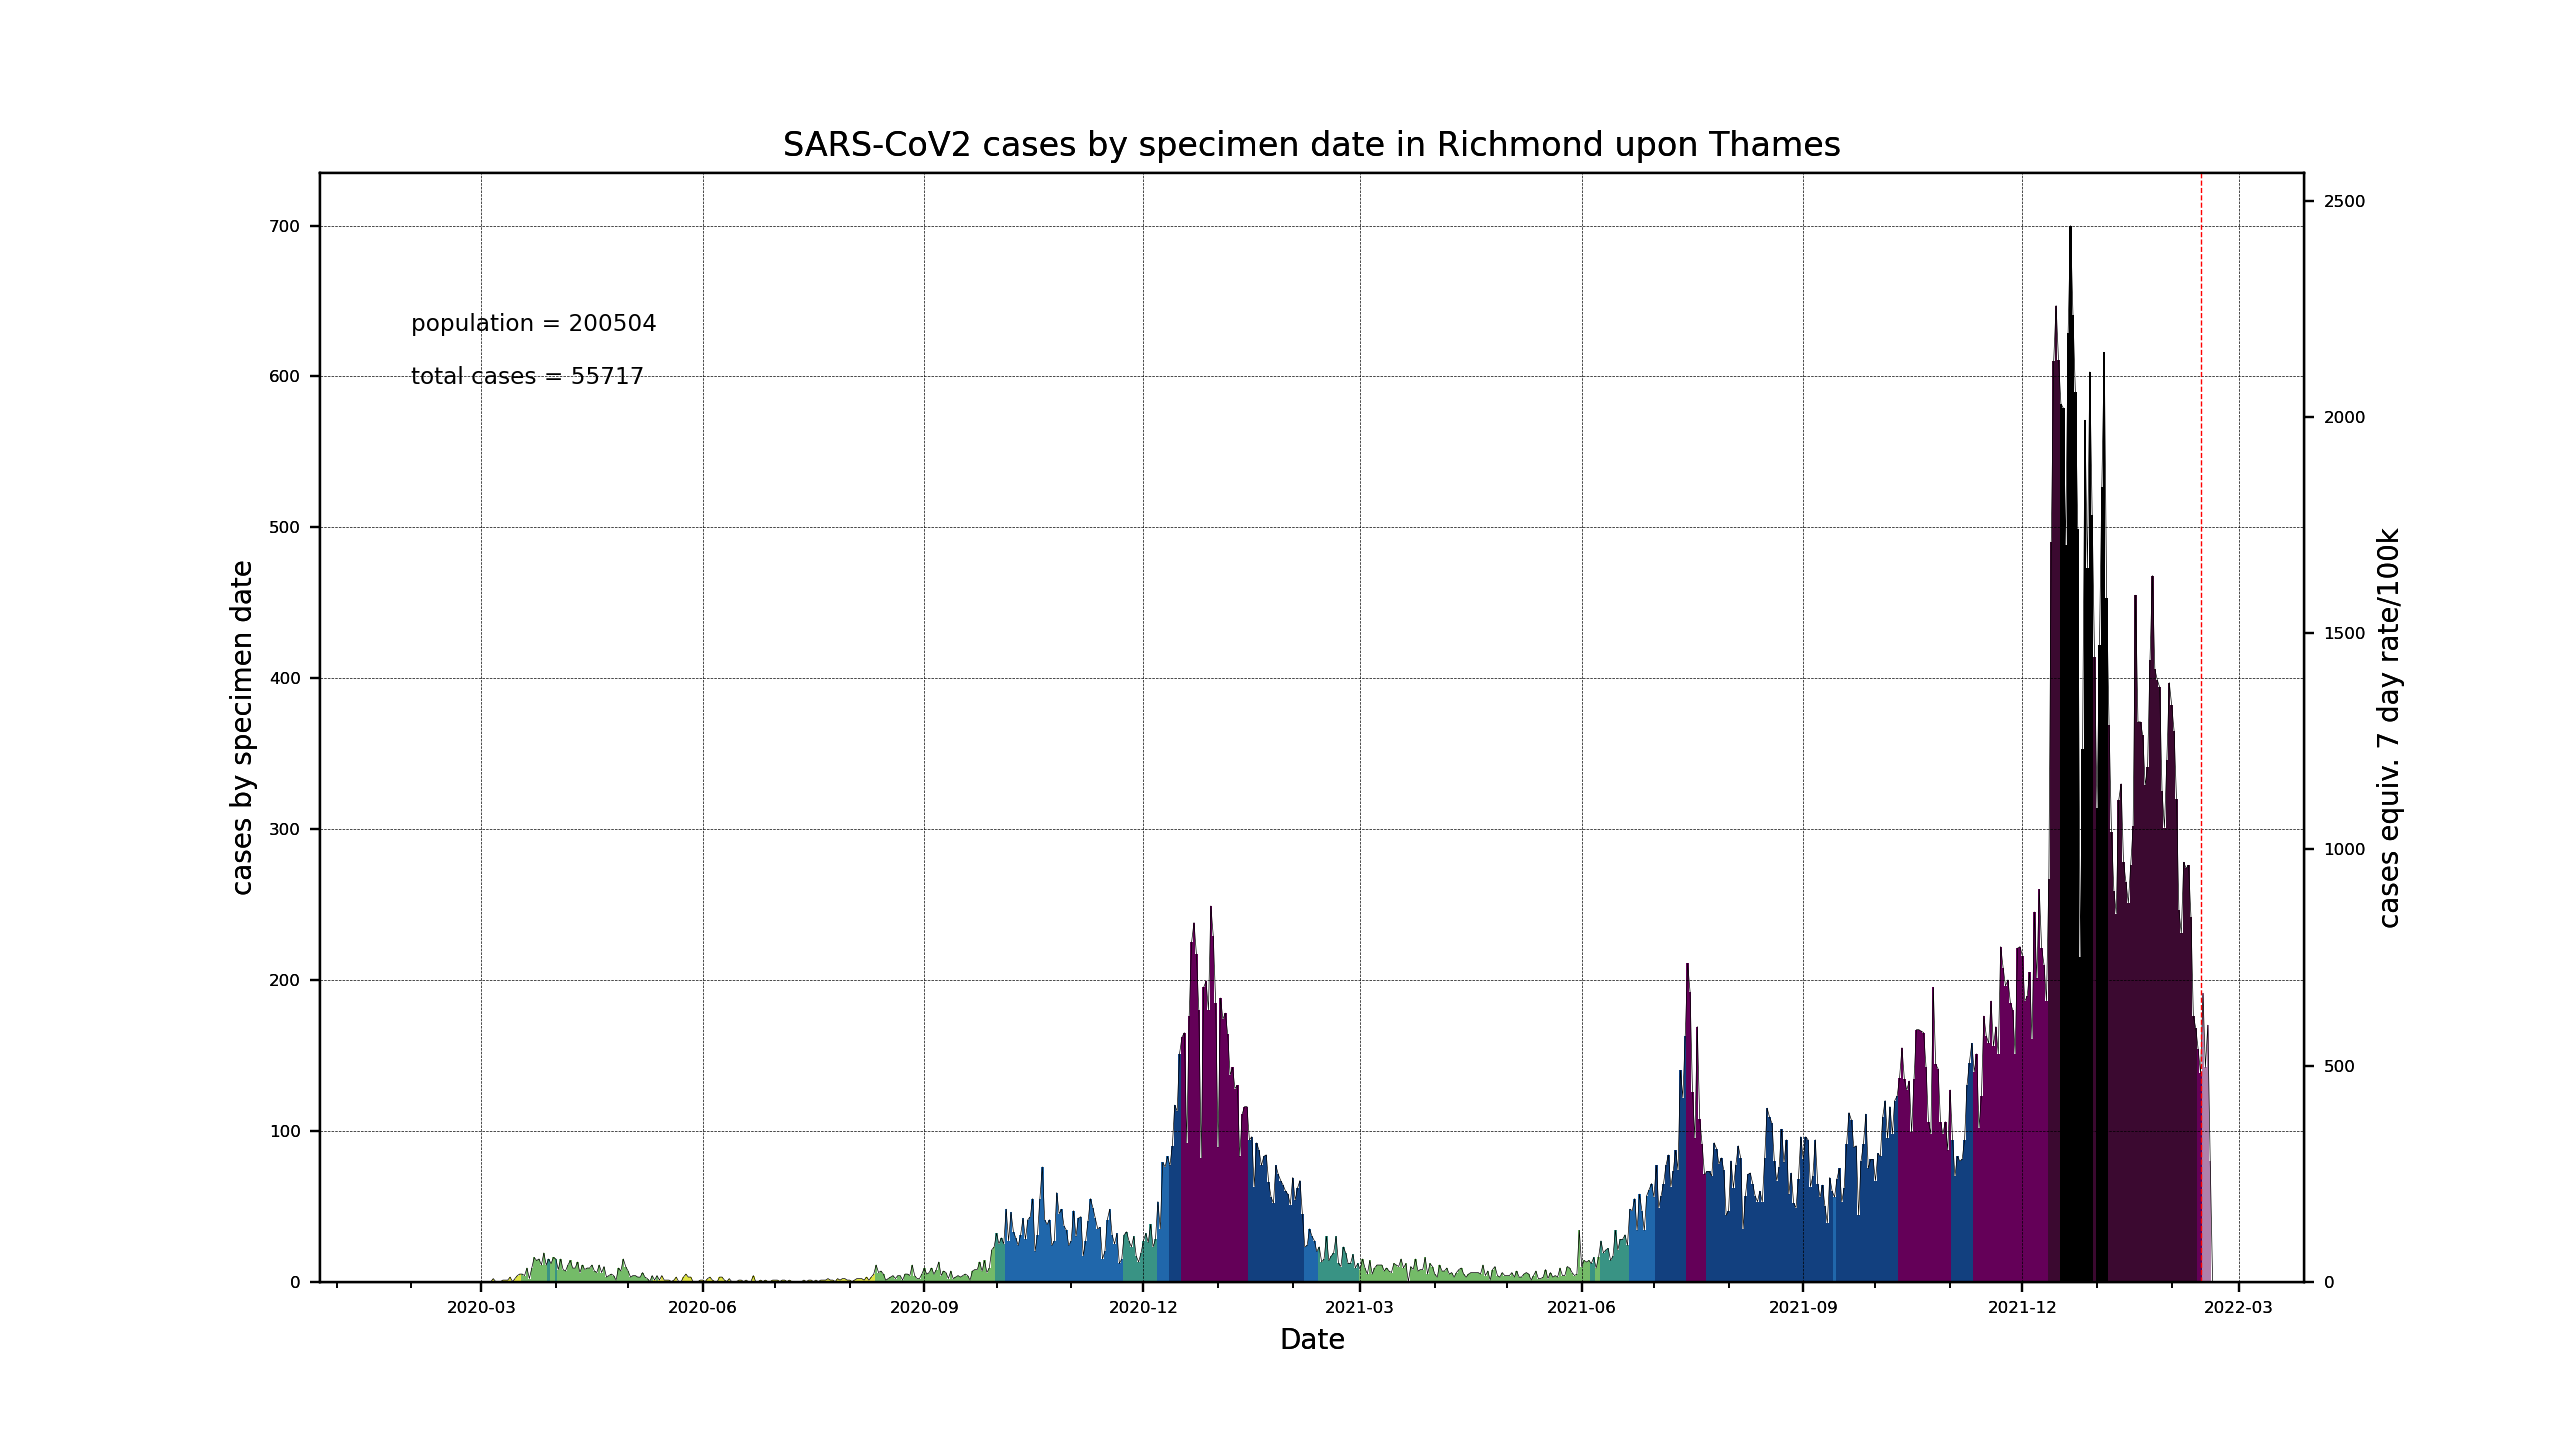 SARS-CoV2 cases by specimen date in Richmond upon Thames
population = 200504
total cases = 55717
cases by specimen date
700
600
500
400
300
200
100
0
2500
2000
1500
1000
500
0
cases equiv. 7 day rate/100k
2020-03 2020-06 2020-09 2020-12 2021-03 2021-06 2021-09 2021-12 2022-03
Date